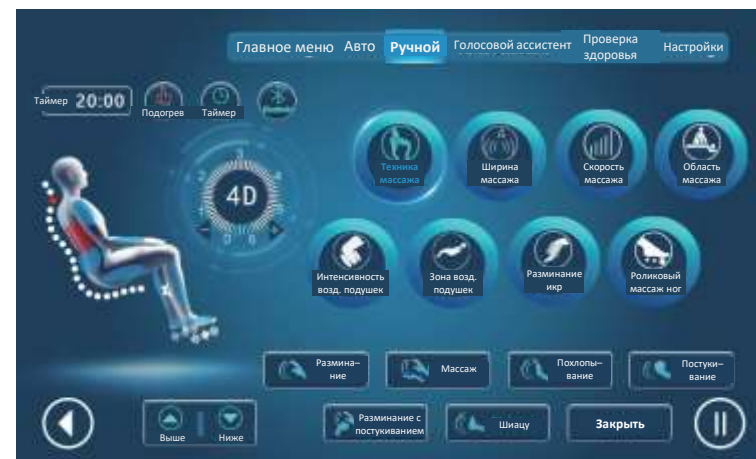 Главное меню Авто Ручной Голосовой ассистент Проверка здоровья Настройки
Таймер 20:00
Подогрев Таймер
4D
Техника массажа
Ширина массажа
Скорость массажа
Область массажа
Интенсивность возд. подушек
Зона возд. подушек
Разминание икр
Роликовый массаж ног
Размина–
ние
Массаж
Похлопы–
вание
Постуки–
вание
Выше Ниже
Разминание с
постукиванием
Шиацу
Закрыть